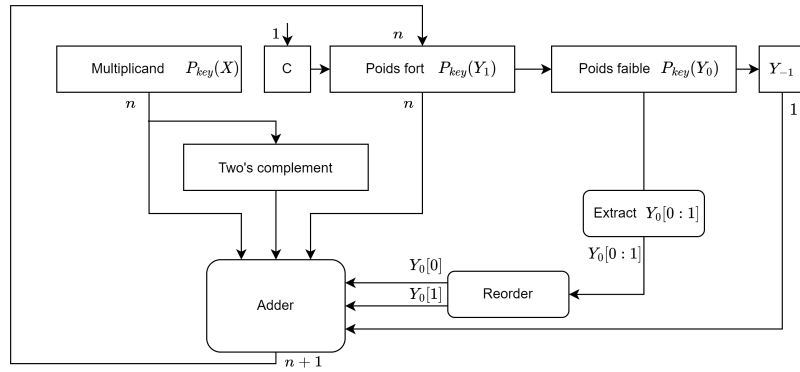 1
n
Multiplicand P_{key}(X)
C
Poids fort P_{key}(Y_1)
Poids faible P_{key}(Y_0)
Y_{-1}
n
n
1
Two's complement
Extract Y_0[0 : 1]
Y_0[0 : 1]
Y_0[0]
Adder
Y_0[1]
Reorder
n + 1